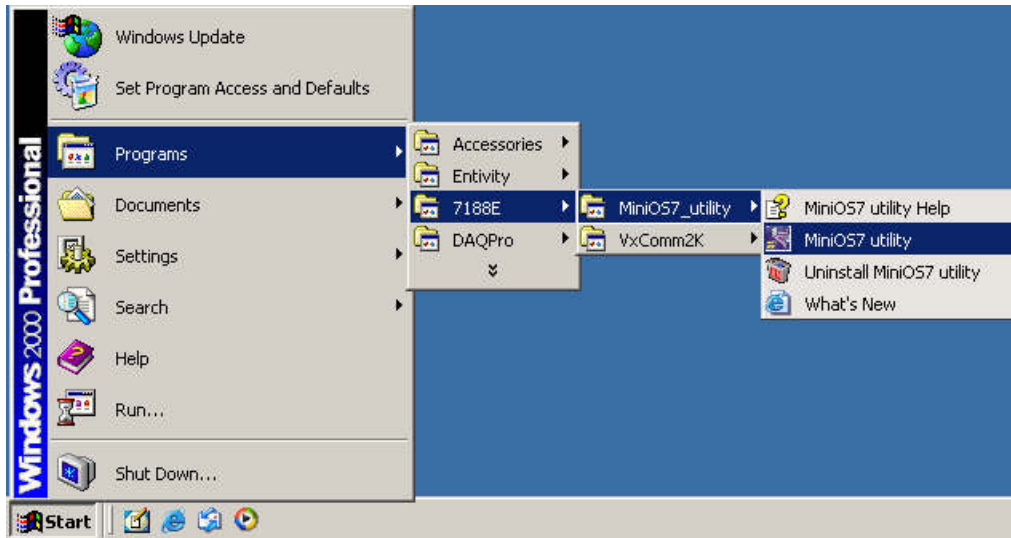 Windows 2000 Professional
Windows Update
Set Program Access and Defaults
Programs
Documents
Settings
Search
Help
Run...
Shut Down...
Accessories
Entivity
7188E
DAQPro
MiniOS7_utility
VxComm2K
MiniOS7 utility Help
MiniOS7 utility
Uninstall MiniOS7 utility
What's New
Start